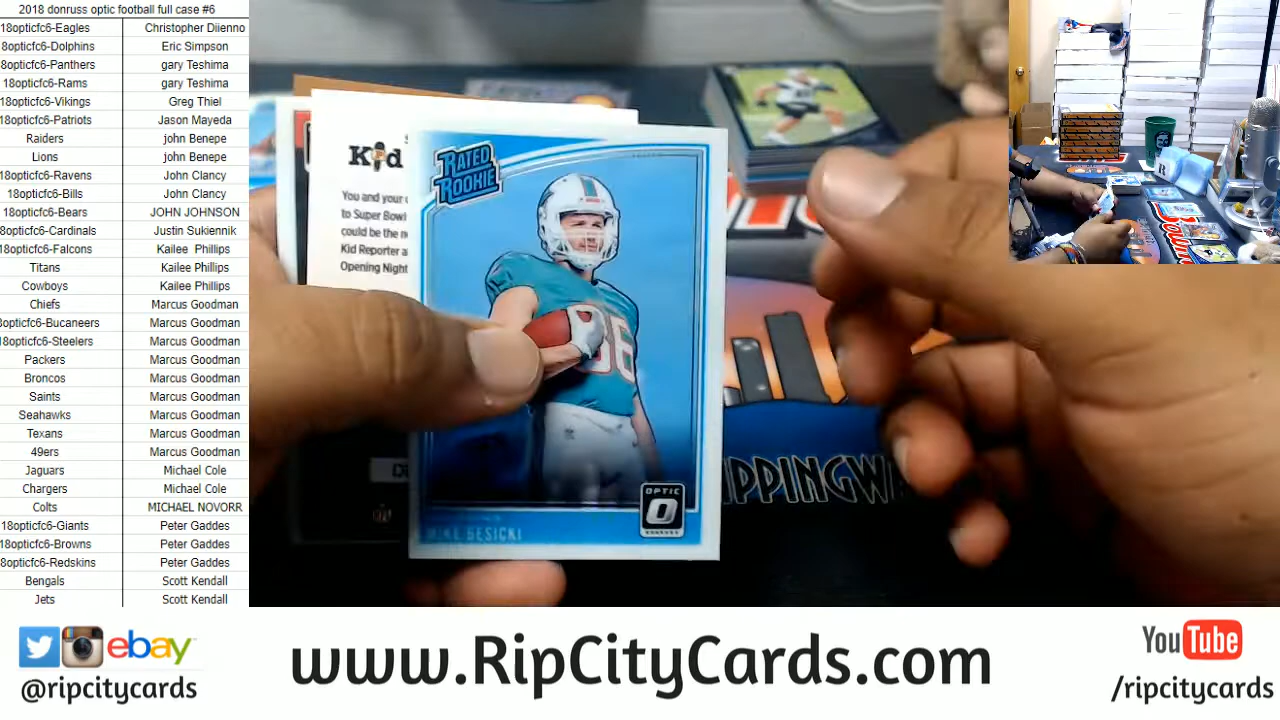 2018 donruss optic football full case #6
18opticfc6-Eagles Christopher Diienno
8opticfc6-Dolphins Eric Simpson
8opticfc6-Panthers gary Teshima
18opticfc6-Rams gary Teshima
18opticfc6-Vikings Greg Thiel
18opticfc6-Patriots Jason Mayeda
Raiders john Benepe
Lions john Benepe
18opticfc6-Ravens John Clancy
18opticfc6-Bills John Clancy
18opticfc6-Bears JOHN JOHNSON
8opticfc6-Cardinals Justin Sukiennik
18opticfc6-Falcons Kailee Phillips
Titans Kailee Phillips
Cowboys Kailee Phillips
Chiefs Marcus Goodman
8opticfc6-Bucaneers Marcus Goodman
18opticfc6-Steelers Marcus Goodman
Packers Marcus Goodman
Broncos Marcus Goodman
Saints Marcus Goodman
Seahawks Marcus Goodman
Texans Marcus Goodman
49ers Marcus Goodman
Jaguars Michael Cole
Chargers Michael Cole
Colts MICHAEL NOVORR
18opticfc6-Giants Peter Gaddes
18opticfc6-Browns Peter Gaddes
8opticfc6-Redskins Peter Gaddes
Bengals Scott Kendall
Jets Scott Kendall
Kid
You and your
to Super Bowl
could be the
Kid Reporter a
Opening Night
RATED
ROOKIE
86
OPTIC
MIKE GESICKI
RIPPINGW
ebay
@ripcitycards
www.RipCityCards.com
YouTube
/ripcitycards